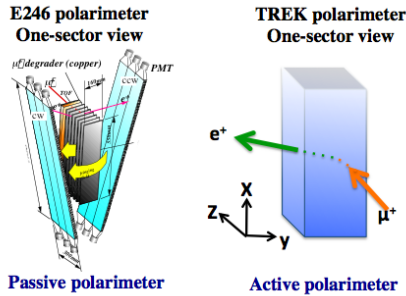 E246 polarimeter
One-sector view
degrader (copper)
PMT
TOF
ccw
cw
Passive polarimeter
TREK polarimeter
One-sector view
e+
μ+
X
Z
y
Active polarimeter